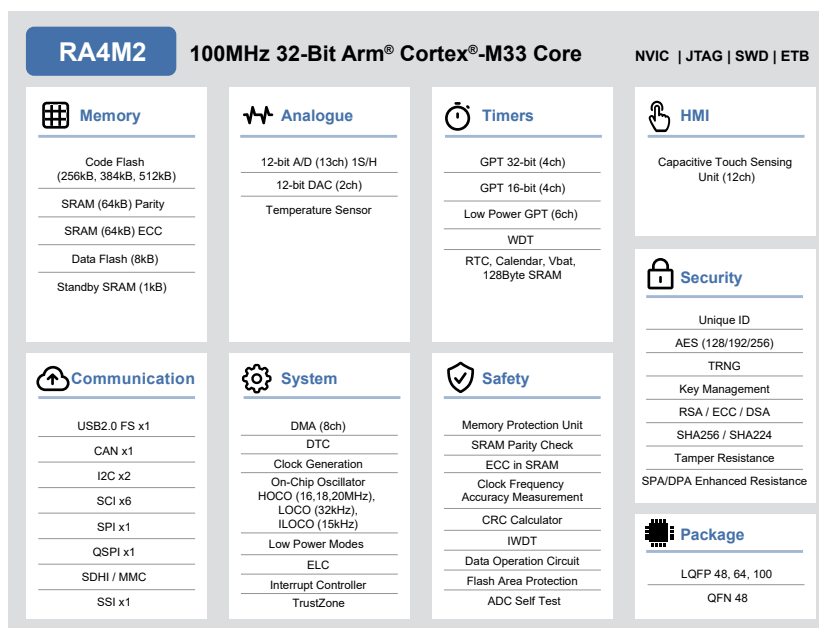 RA4M2
100MHz 32-Bit Arm® Cortex®-M33 Core
NVIC | JTAG | SWD | ETB
Memory
Code Flash
(256kB, 384kB, 512kB)
SRAM (64kB) Parity
SRAM (64kB) ECC
Data Flash (8kB)
Standby SRAM (1kB)
Analogue
12-bit A/D (13ch) 1S/H
12-bit DAC (2ch)
Temperature Sensor
Timers
GPT 32-bit (4ch)
GPT 16-bit (4ch)
Low Power GPT (6ch)
WDT
RTC, Calendar, Vbat,
128Byte SRAM
HMI
Capacitive Touch Sensing
Unit (12ch)
Communication
USB2.0 FS x1
CAN x1
I2C x2
SCI x6
SPI x1
QSPI x1
SDHI / MMC
SSI x1
System
DMA (8ch)
DTC
Clock Generation
On-Chip Oscillator
HOCO (16,18,20MHz),
LOCO (32kHz),
ILOCO (15kHz)
Low Power Modes
ELC
Interrupt Controller
TrustZone
Safety
Memory Protection Unit
SRAM Parity Check
ECC in SRAM
Clock Frequency
Accuracy Measurement
CRC Calculator
IWDT
Data Operation Circuit
Flash Area Protection
ADC Self Test
Security
Unique ID
AES (128/192/256)
TRNG
Key Management
RSA / ECC / DSA
SHA256 / SHA224
Tamper Resistance
SPA/DPA Enhanced Resistance
Package
LQFP 48, 64, 100
QFN 48